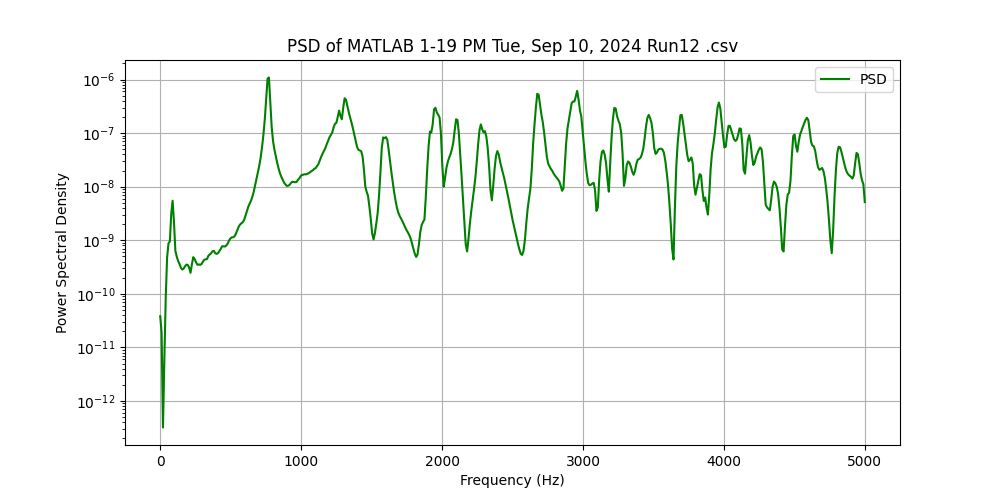 PSD of MATLAB 1-19 PM Tue, Sep 10, 2024 Run12 .csv
PSD
Power Spectral Density
10⁻⁶
10⁻⁷
10⁻⁸
10⁻⁹
10⁻¹⁰
10⁻¹¹
10⁻¹²
0 1000 2000 3000 4000 5000
Frequency (Hz)